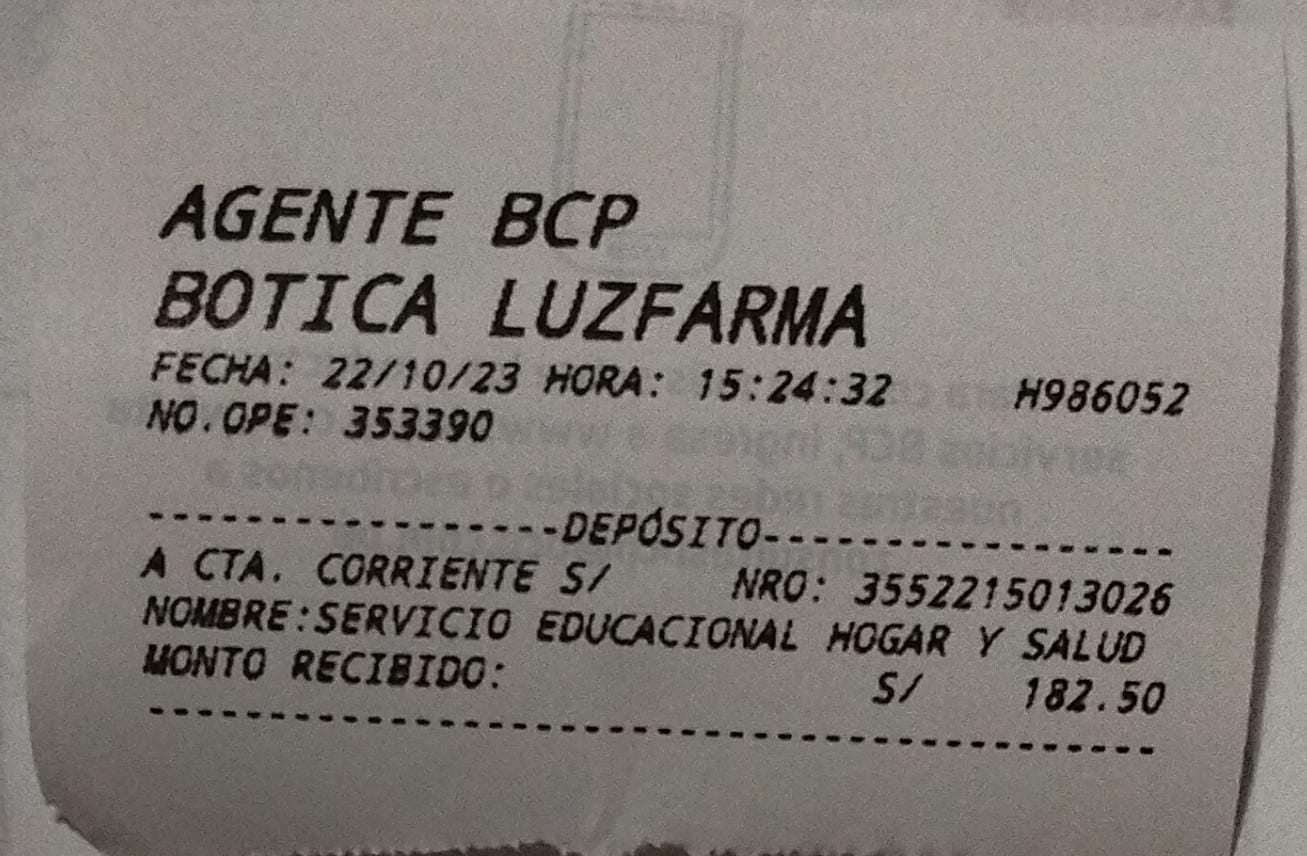 AGENTE BCP
BOTICA LUZFARMA
FECHA: 22/10/23 HORA: 15:24:32 H986052
NO.OPE: 353390
-----------------DEPÓSITO-----------------
A CTA. CORRIENTE S/ NRO: 3552215013026
NOMBRE:SERVICIO EDUCACIONAL HOGAR Y SALUD
MONTO RECIBIDO: S/ 182.50
------------------------------------------